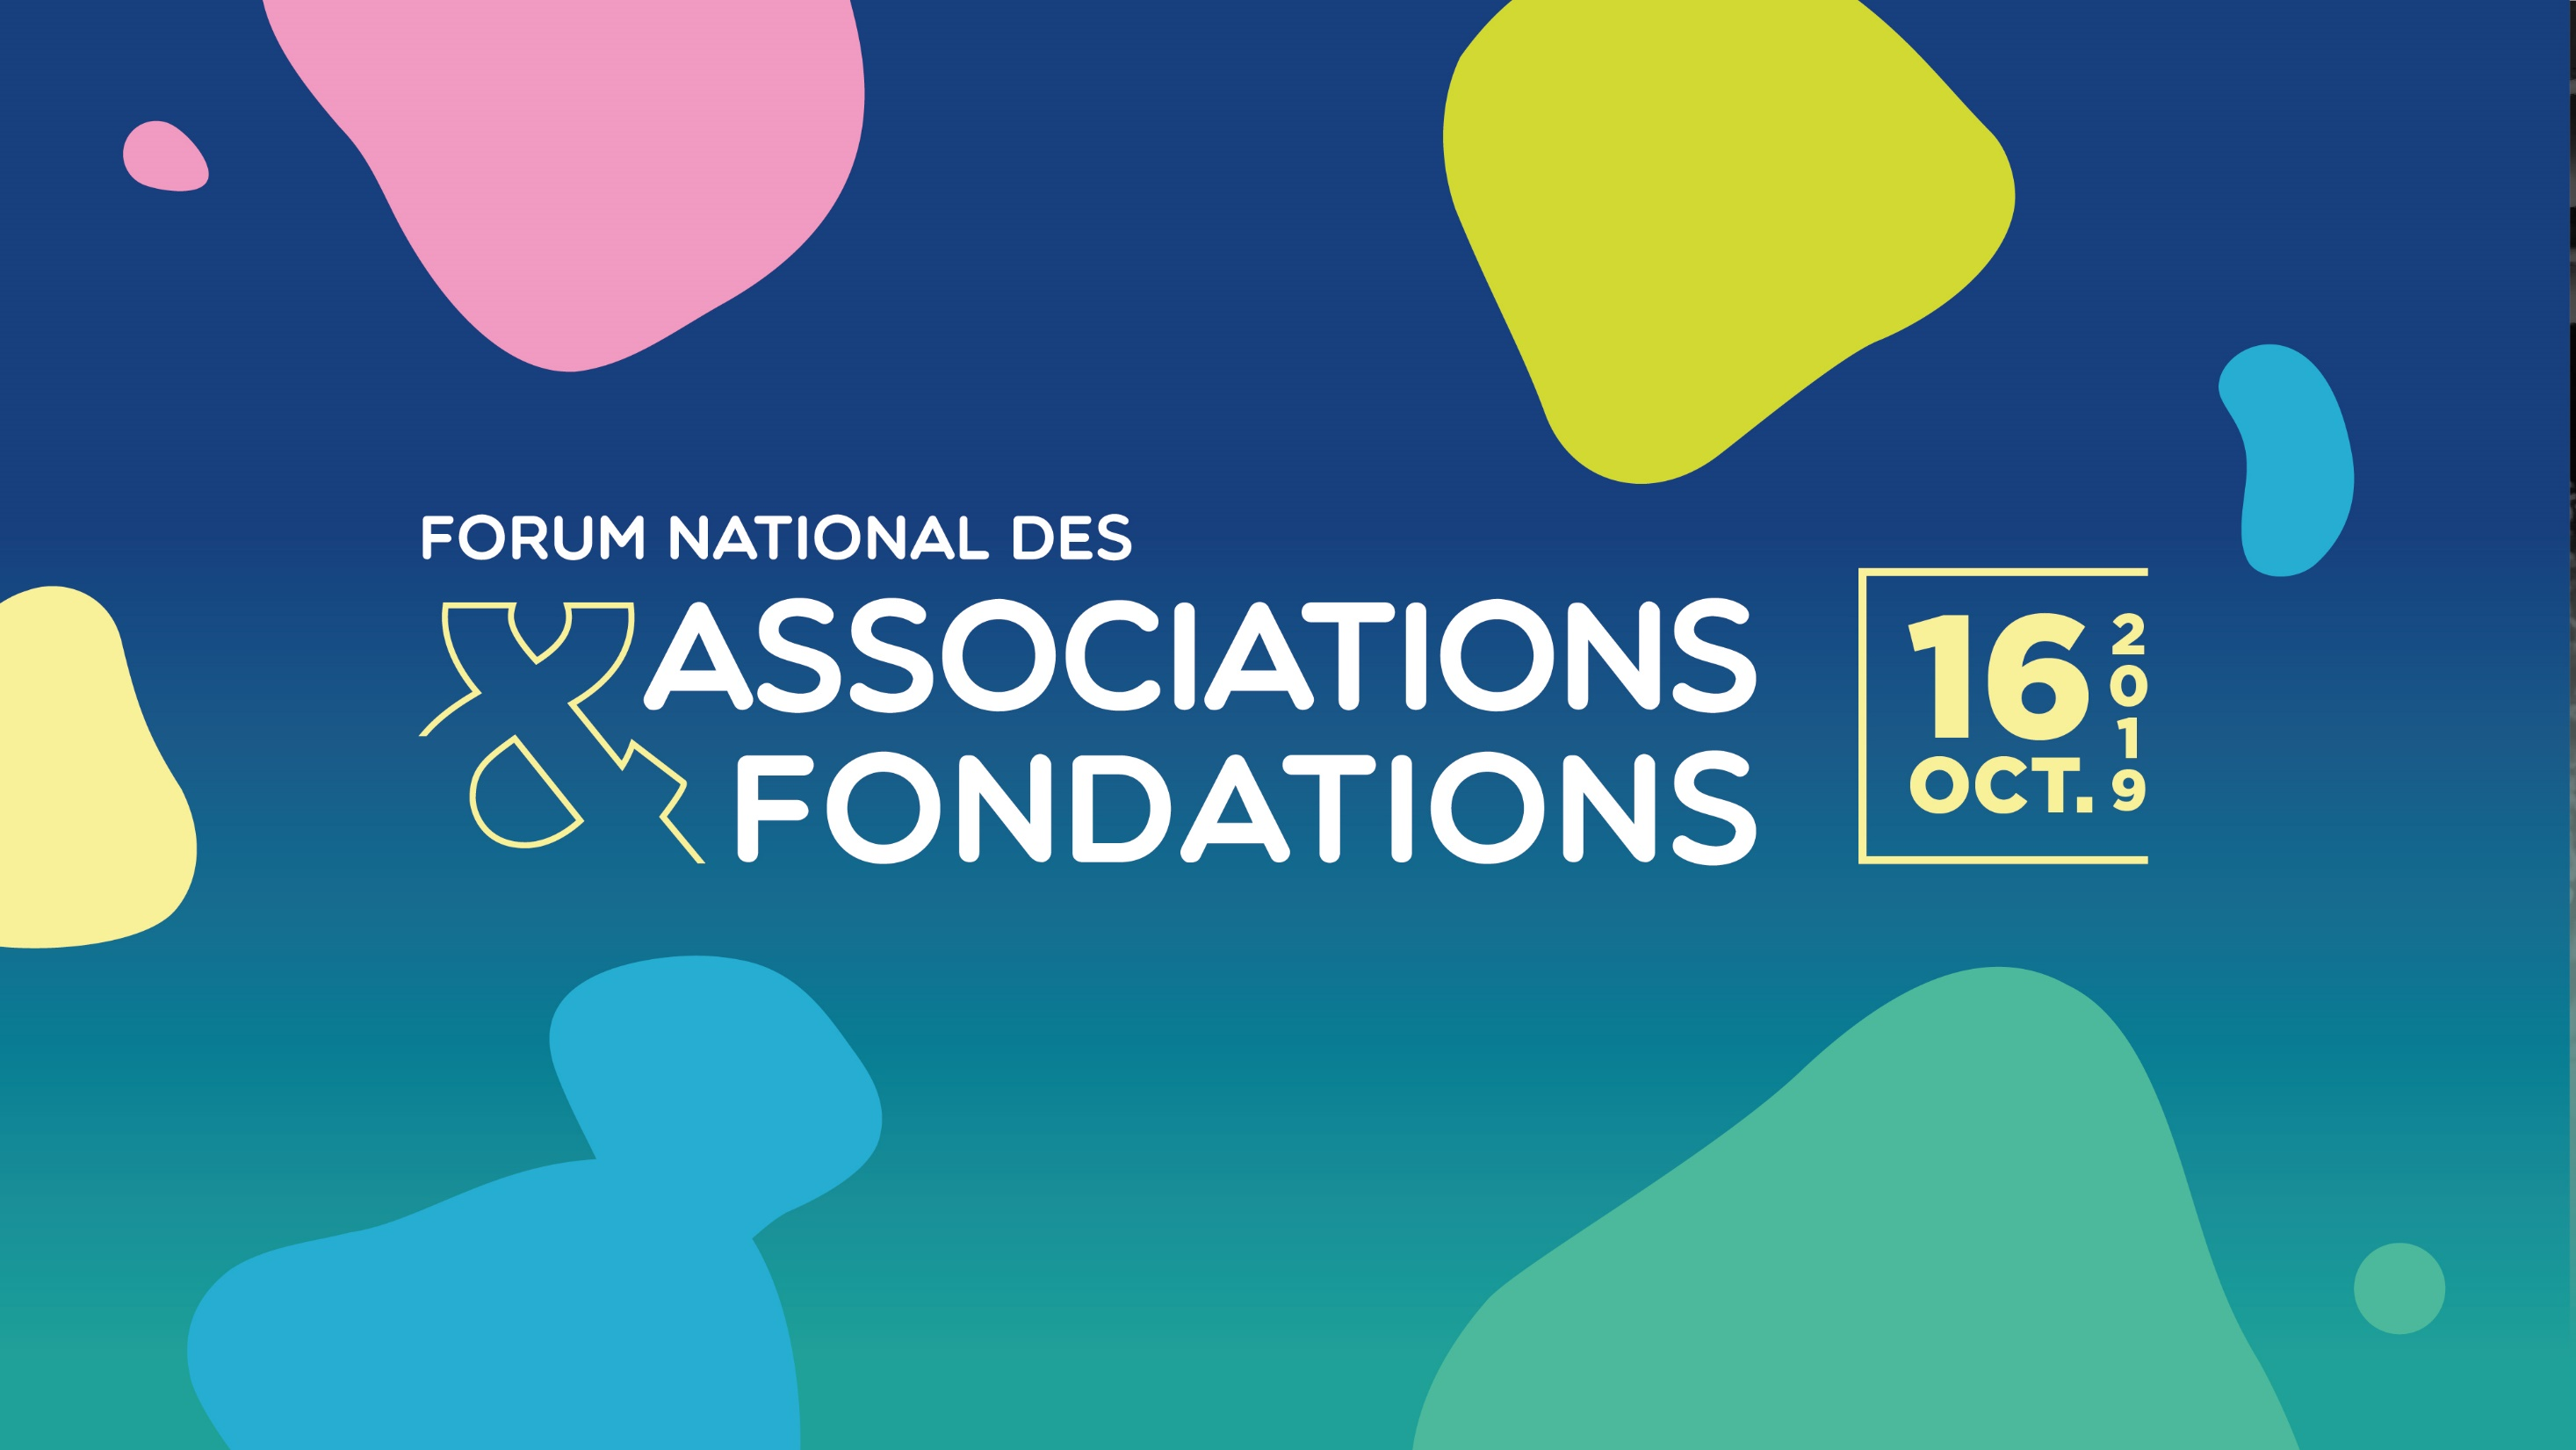 FORUM NATIONAL DES
& ASSOCIATIONS
FONDATIONS
16
OCT.
2019